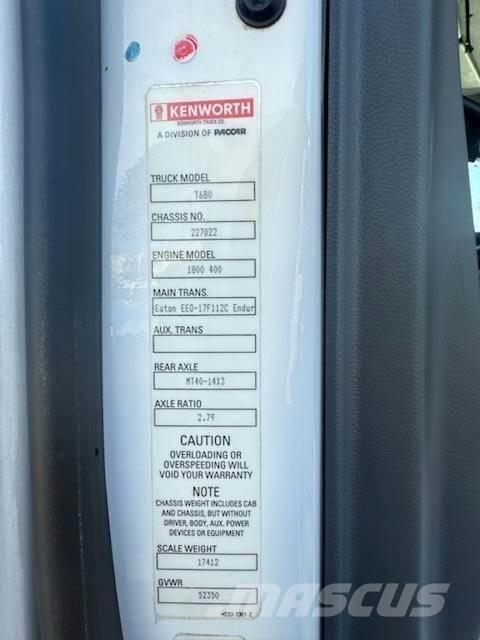 KENWORTH
KENWORTH TRUCK CO.
A DIVISION OF PACCAR
TRUCK MODEL
T680
CHASSIS NO.
227022
ENGINE MODEL
1800 400
MAIN TRANS.
Eaton EEO-17F112C Endur
AUX. TRANS
REAR AXLE
MT40-14X3
AXLE RATIO
2.79
CAUTION
OVERLOADING OR
OVERSPEEDING WILL
VOID YOUR WARRANTY
NOTE
CHASSIS WEIGHT INCLUDES CAB
AND CHASSIS, BUT WITHOUT
DRIVER, BODY, AUX. POWER
DEVICES OR EQUIPMENT
SCALE WEIGHT
17412
GVWR
52350
MASCUS